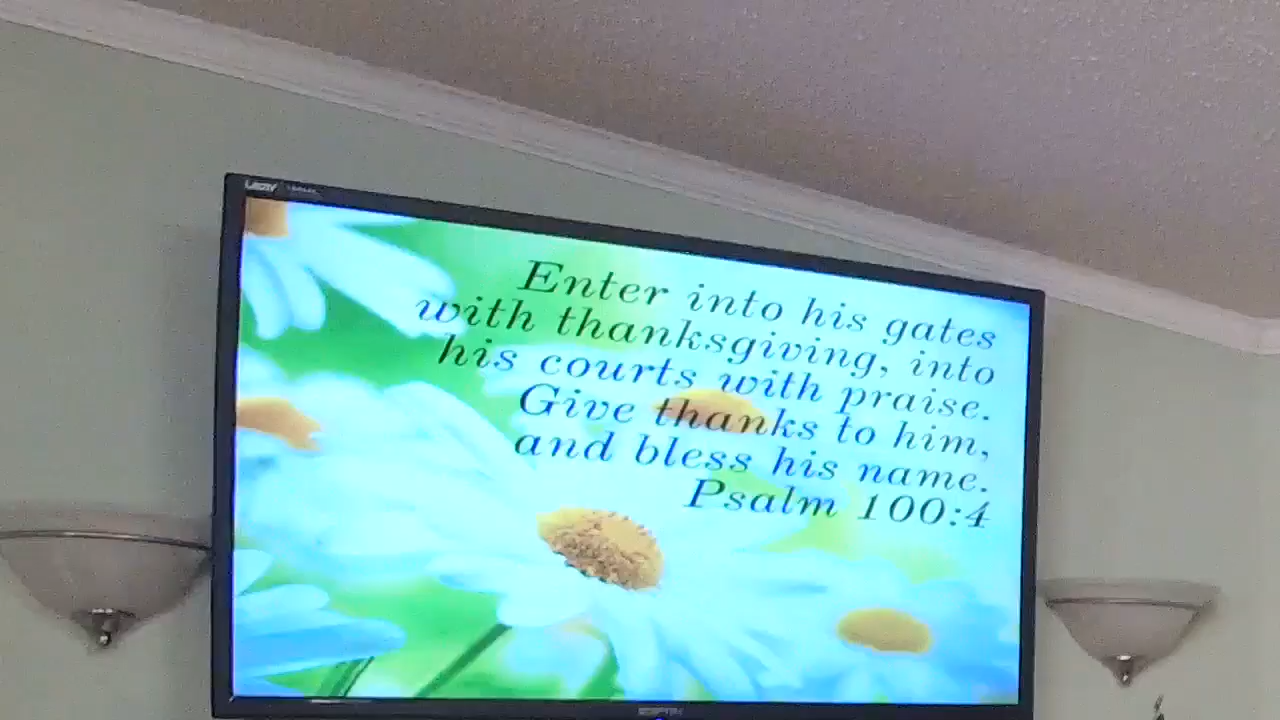 Enter into his gates
with thanksgiving, into
his courts with praise.
Give thanks to him,
and bless his name.
Psalm 100:4